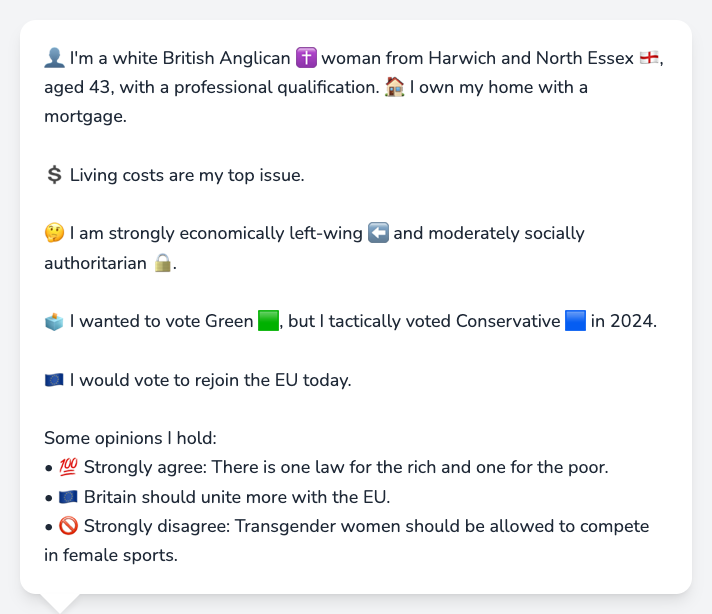 👤 I'm a white British Anglican ✝️ woman from Harwich and North Essex 🏴󠁧󠁢󠁥󠁮󠁧󠁿,
aged 43, with a professional qualification. 🏠 I own my home with a
mortgage.
💲 Living costs are my top issue.
🤔 I am strongly economically left-wing ⬅️ and moderately socially
authoritarian 🔒.
🗳️ I wanted to vote Green 🟩, but I tactically voted Conservative 🟦 in 2024.
🇪🇺 I would vote to rejoin the EU today.
Some opinions I hold:
• 💯 Strongly agree: There is one law for the rich and one for the poor.
• 🇪🇺 Britain should unite more with the EU.
• 🚫 Strongly disagree: Transgender women should be allowed to compete
in female sports.